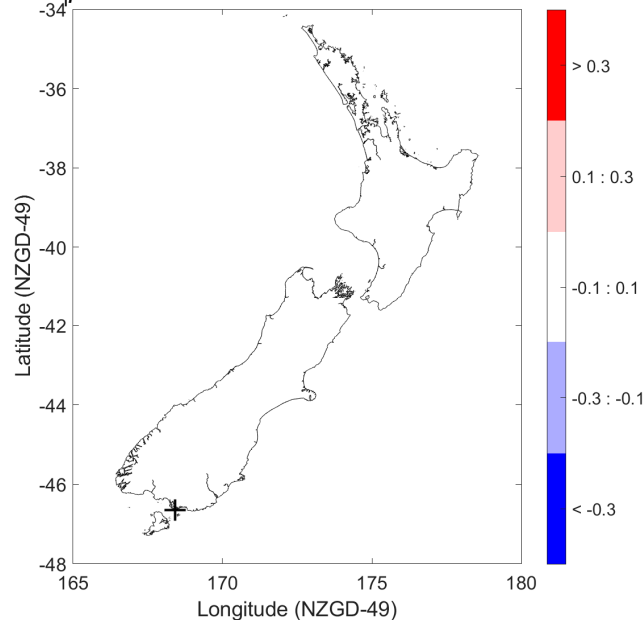 -34
-36
-38
-40
-42
-44
-46
-48
165
170
175
180
Latitude (NZGD-49)
Longitude (NZGD-49)
> 0.3
0.1 : 0.3
-0.1 : 0.1
-0.3 : -0.1
< -0.3